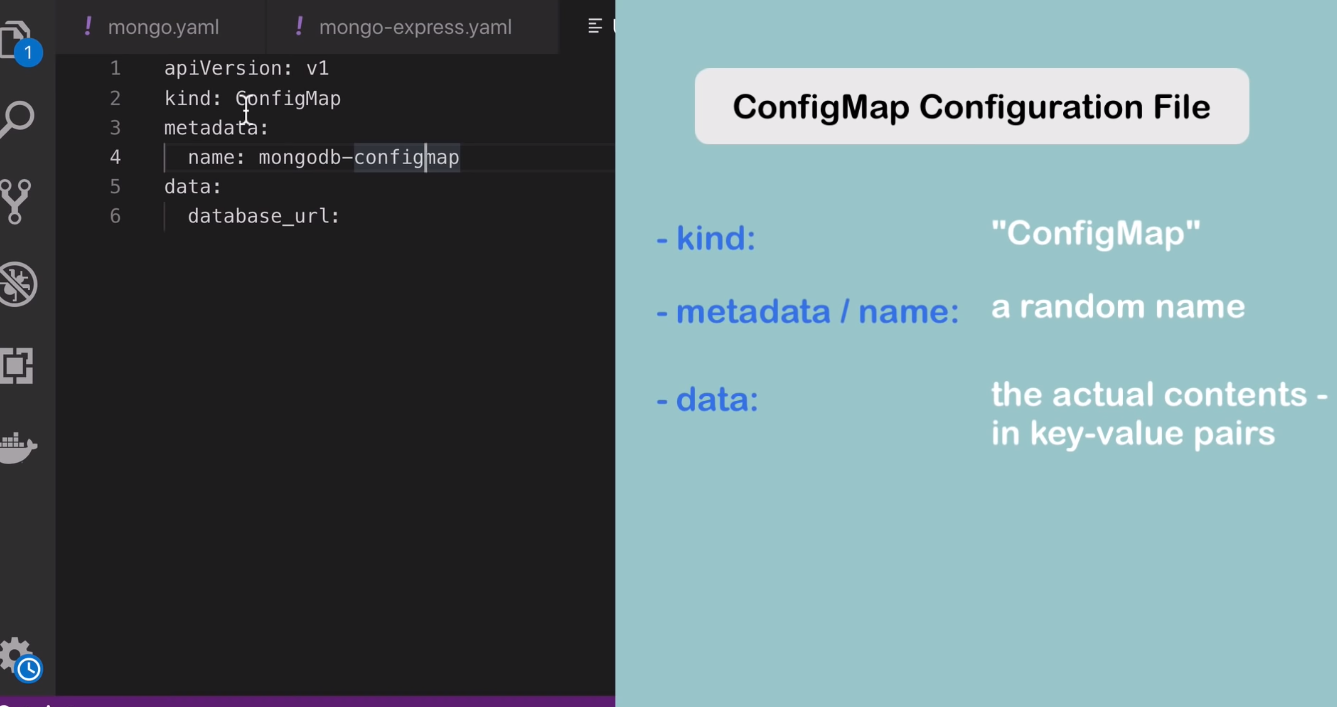 ! mongo.yaml
! mongo-express.yaml
1
1 apiVersion: v1
2 kind: ConfigMap
3 metadata:
4 name: mongodb-configmap
5 data:
6 database_url:
ConfigMap Configuration File
- kind: "ConfigMap"
- metadata / name: a random name
- data: the actual contents -
in key-value pairs